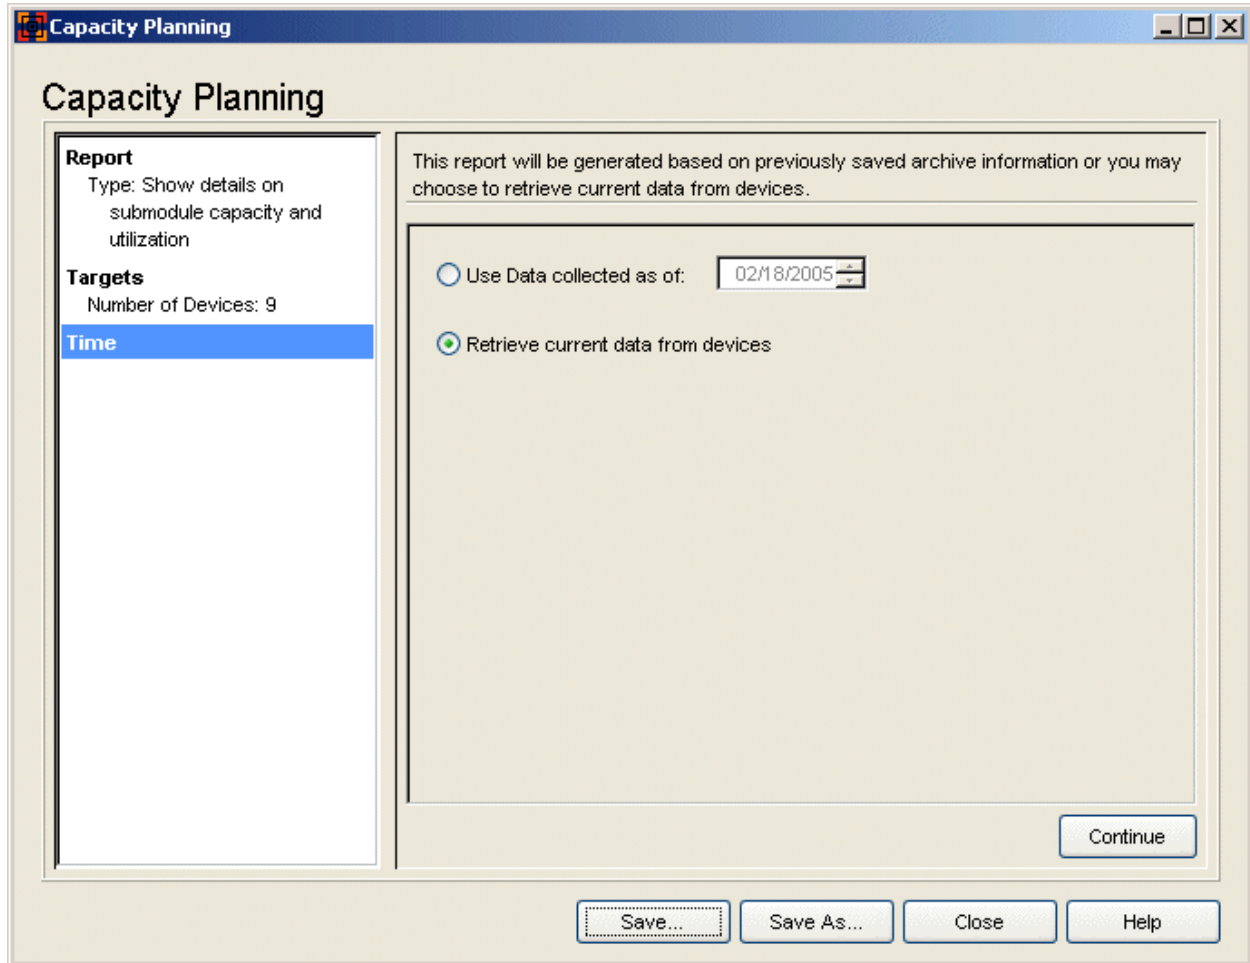 Capacity Planning
Capacity Planning
Report
Type: Show details on
submodule capacity and
utilization
Targets
Number of Devices: 9
Time
This report will be generated based on previously saved archive information or you may
choose to retrieve current data from devices.
Use Data collected as of: 02/18/2005
Retrieve current data from devices
Continue
Save...
Save As...
Close
Help